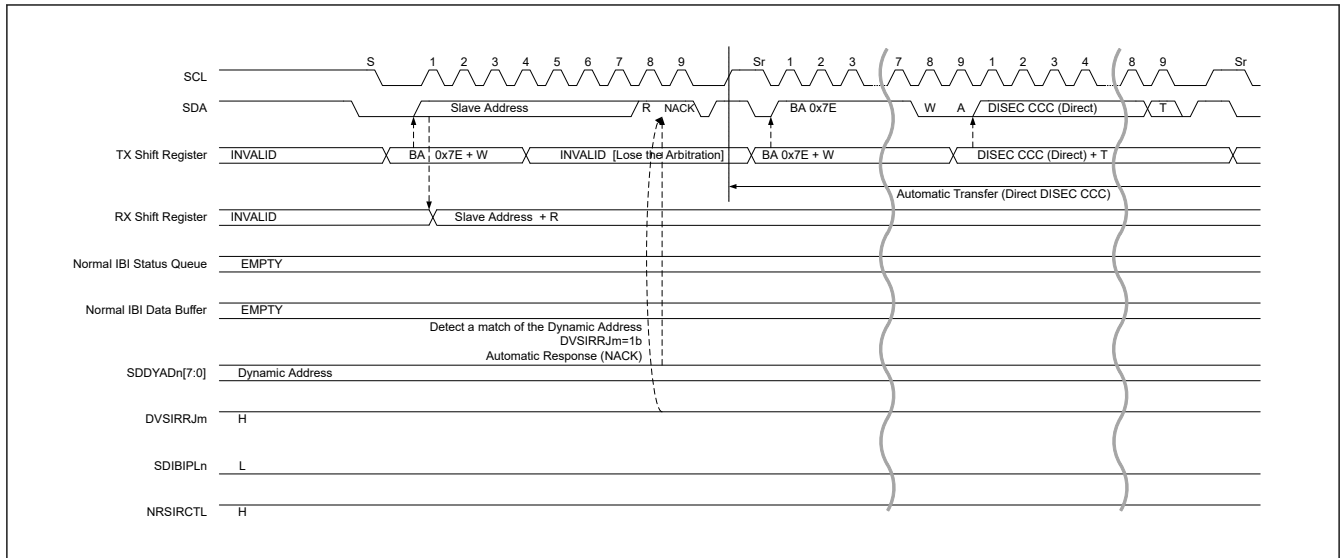 S 1 2 3 4 5 6 7 8 9 Sr 1 2 3 7 8 9 1 2 3 4 8 9 Sr
SCL
SDA Slave Address R NACK BA 0x7E W A DISEC CCC (Direct) T
TX Shift Register INVALID BA 0x7E + W INVALID [Lose the Arbitration] BA 0x7E + W DISEC CCC (Direct) + T
Automatic Transfer (Direct DISEC CCC)
RX Shift Register INVALID Slave Address + R
Normal IBI Status Queue EMPTY
Normal IBI Data Buffer EMPTY
Detect a match of the Dynamic Address
DVSIRRJm=1b
Automatic Response (NACK)
SDDYADn[7:0] Dynamic Address
DVSIRRJm H
SDIBIPLn L
NRSIRCTL H